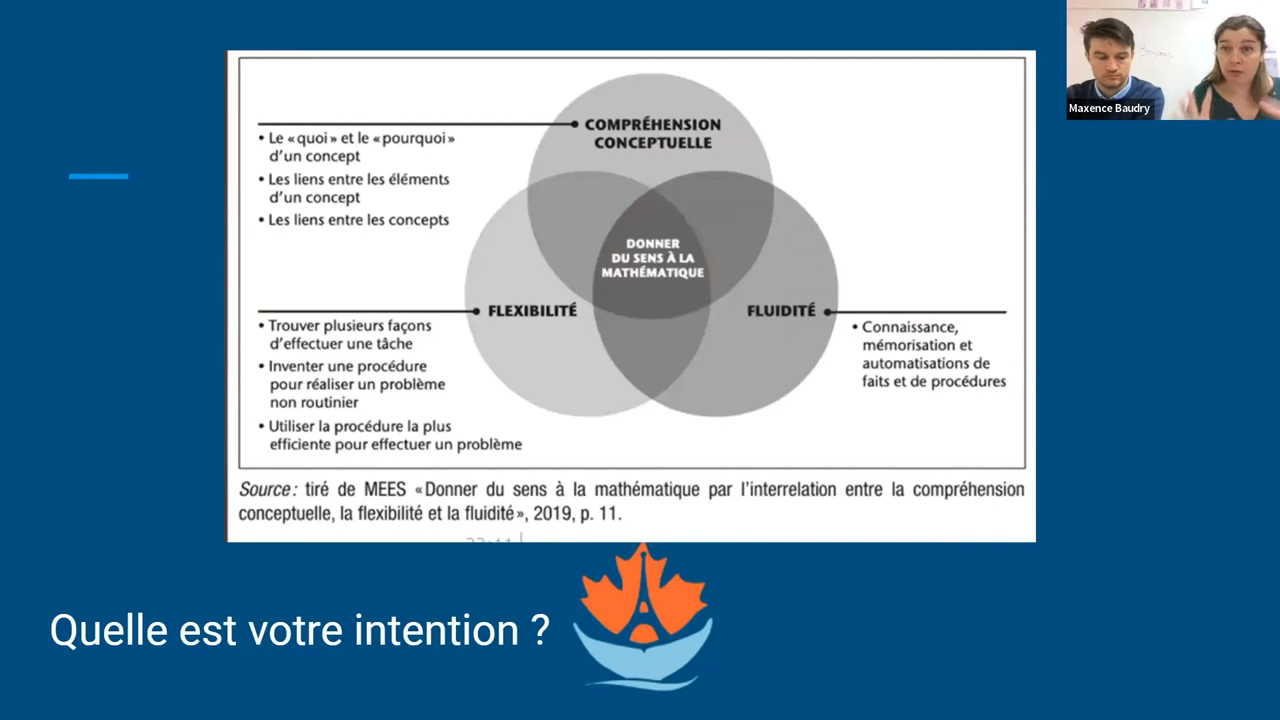 COMPRÉHENSION
CONCEPTUELLE
• Le « quoi » et le « pourquoi »
d'un concept
• Les liens entre les éléments
d'un concept
• Les liens entre les concepts
DONNER
DU SENS À LA
MATHÉMATIQUE
FLEXIBILITÉ
• Trouver plusieurs façons
d'effectuer une tâche
• Inventer une procédure
pour réaliser un problème
non routinier
• Utiliser la procédure la plus
efficiente pour effectuer un problème
FLUIDITÉ
• Connaissance,
mémorisation et
automatisations de
faits et de procédures
Source : tiré de MEES « Donner du sens à la mathématique par l'interrelation entre la compréhension
conceptuelle, la flexibilité et la fluidité », 2019, p. 11.
Quelle est votre intention ?
Maxence Baudry